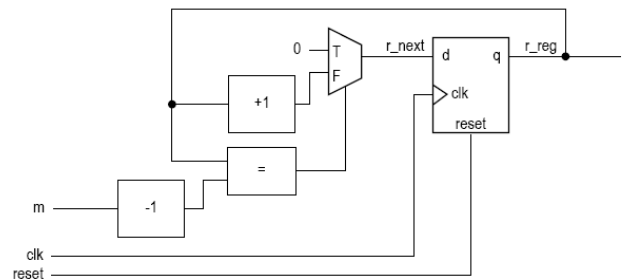 0 T r_next d q r_reg
F
+1 clk
reset
=
m -1
clk
reset